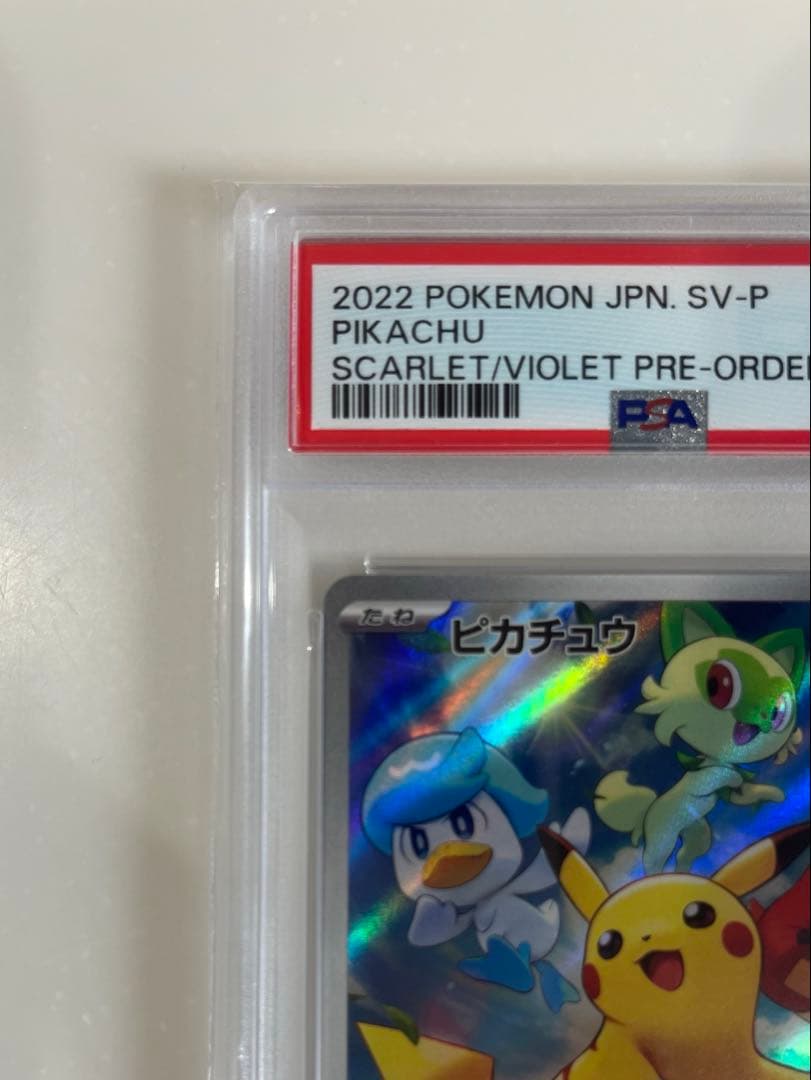 2022 POKEMON JPN. SV-P
PIKACHU
SCARLET/VIOLET PRE-ORDE
PSA
たね
ピカチュウ